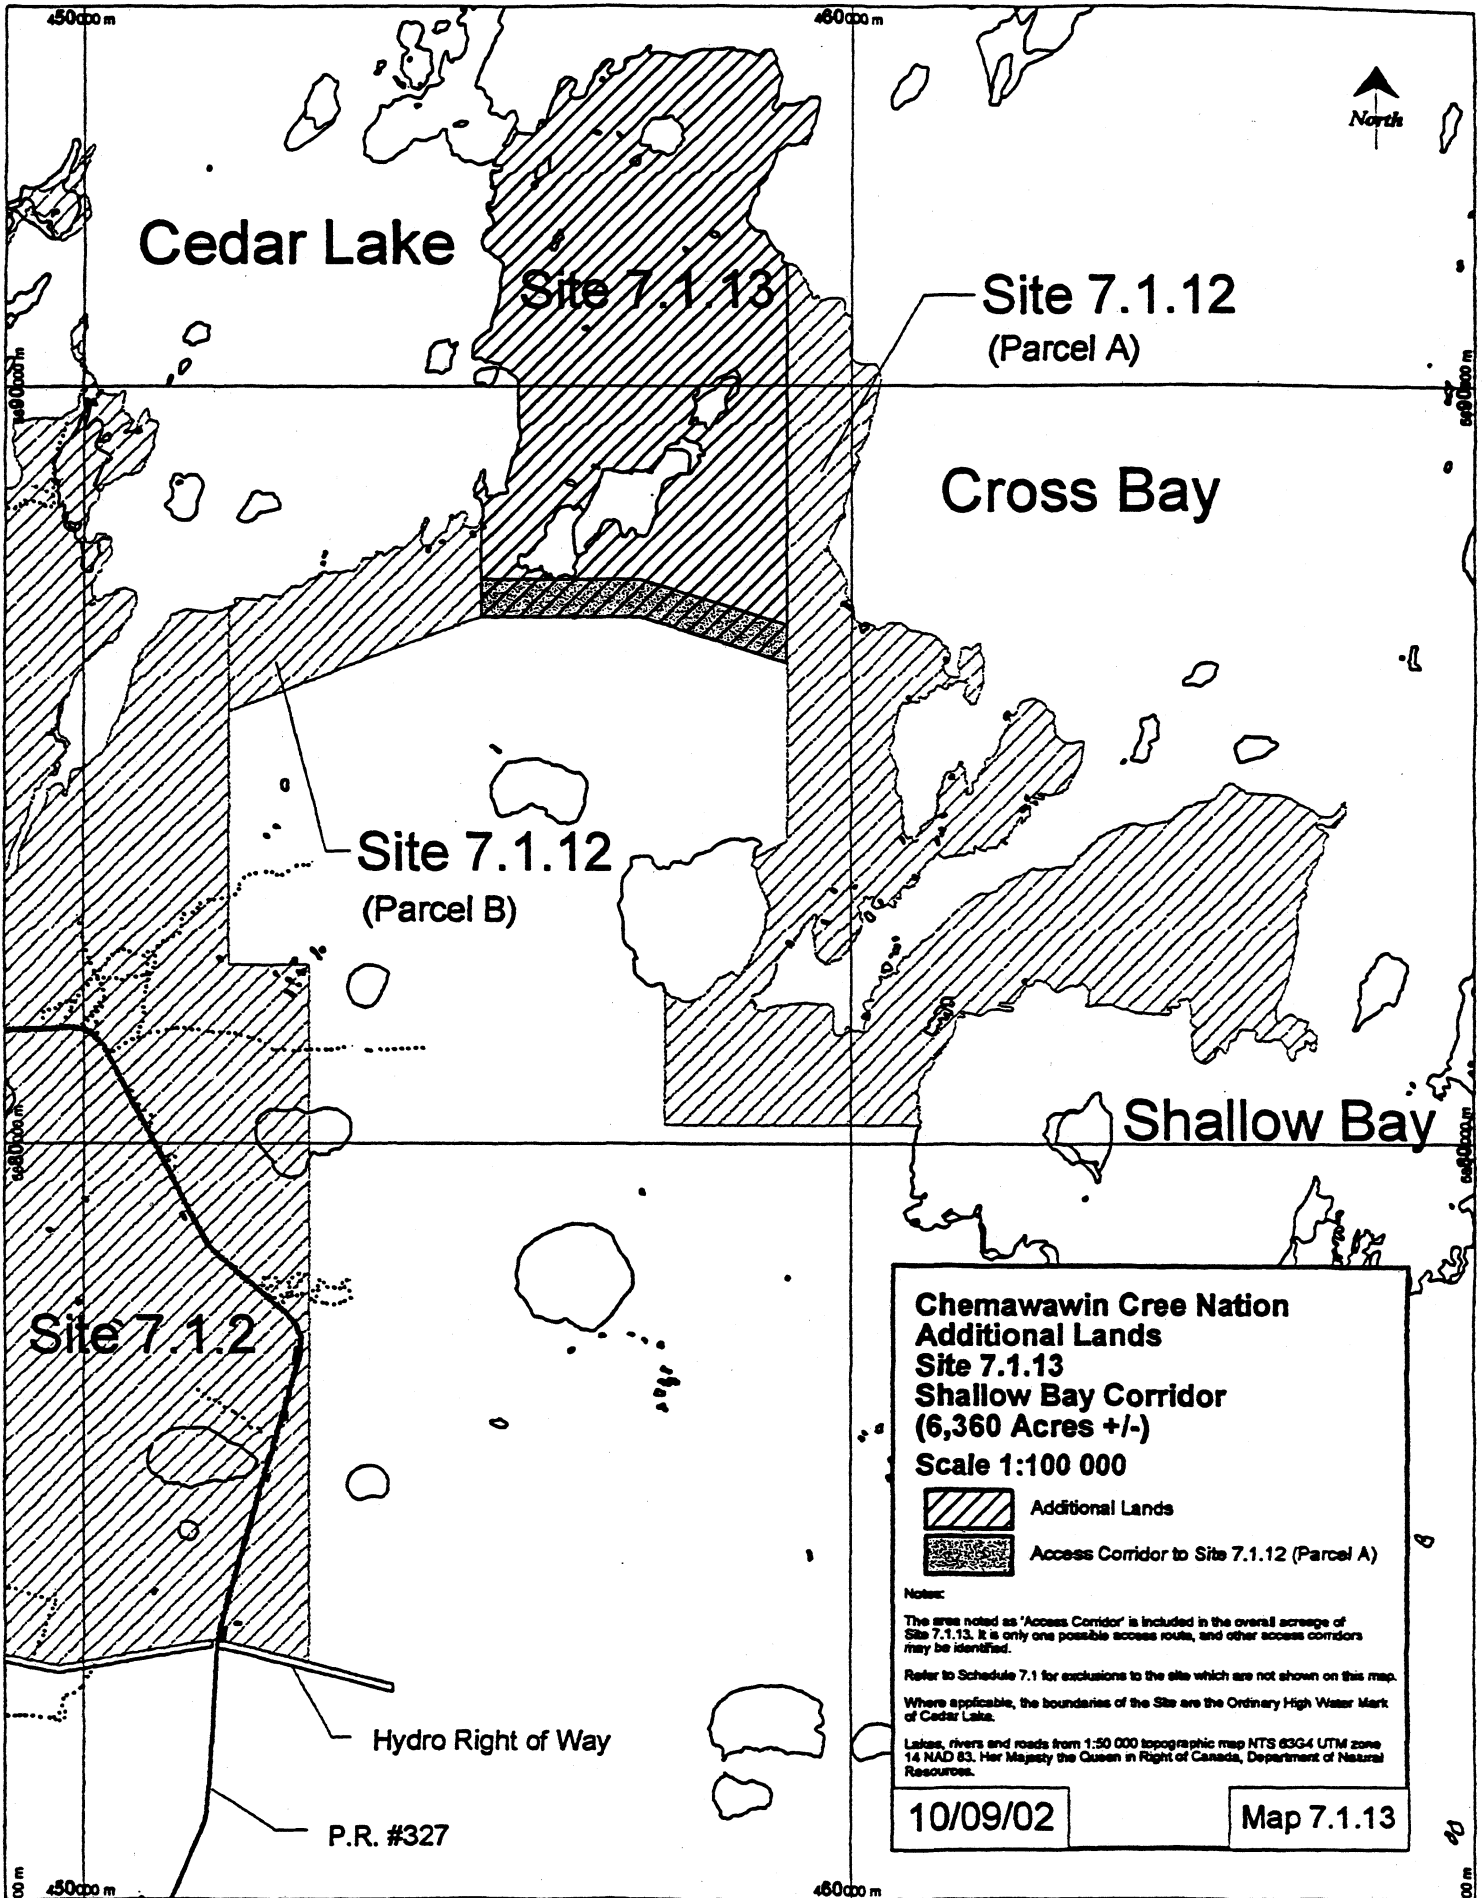 450000 m
460000 m
North
Cedar Lake
Site 7.1.13
Site 7.1.12
(Parcel A)
5890000 m
5890000 m
Cross Bay
Site 7.1.12
(Parcel B)
5880000 m
5880000 m
Shallow Bay
Site 7.1.2
Chemawawin Cree Nation
Additional Lands
Site 7.1.13
Shallow Bay Corridor
(6,360 Acres +/-)
Scale 1:100 000
Additional Lands
Access Corridor to Site 7.1.12 (Parcel A)
Notes:
The area noted as 'Access Corridor' is included in the overall acreage of
Site 7.1.13. It is only one possible access route, and other access corridors
may be identified.
Refer to Schedule 7.1 for exclusions to the site which are not shown on this map.
Where applicable, the boundaries of the Site are the Ordinary High Water Mark
of Cedar Lake.
Lakes, rivers and roads from 1:50 000 topographic map NTS 63G4 UTM zone
14 NAD 83. Her Majesty the Queen in Right of Canada, Department of Natural
Resources.
Hydro Right of Way
P.R. #327
10/09/02
Map 7.1.13
450000 m
460000 m